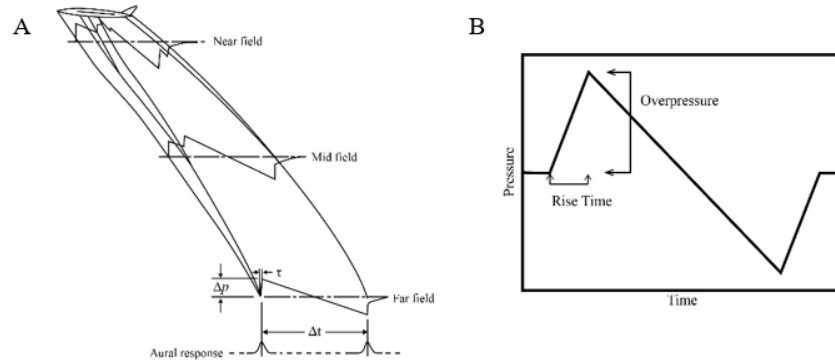 A
Near field
Mid field
τ
Δp
Far field
Δt
Aural response
B
Overpressure
Rise Time
Pressure
Time